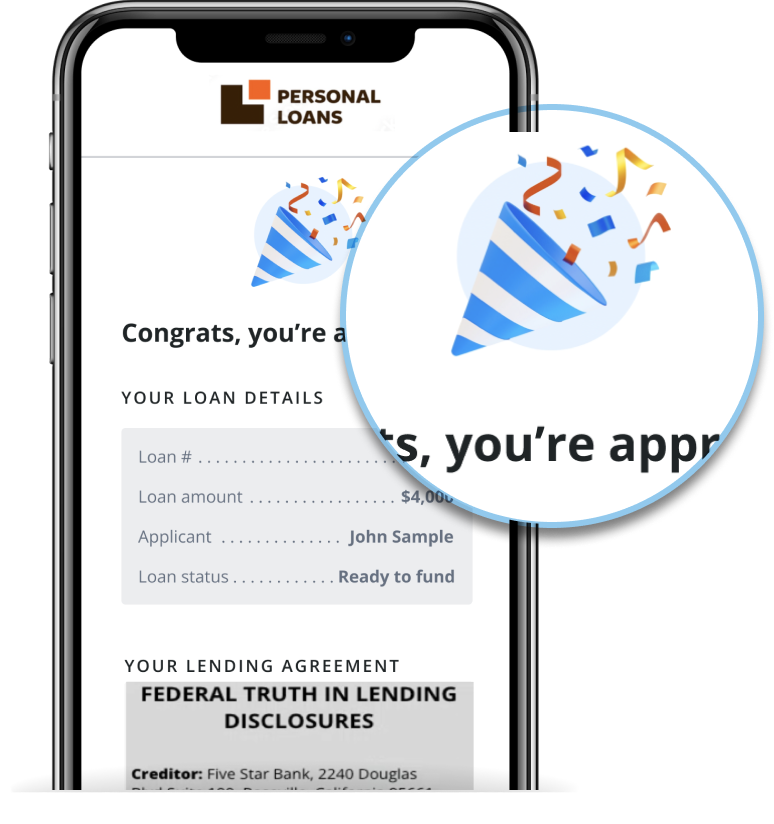 PERSONAL
LOANS
Congrats, you're a
ts, you're appr
YOUR LOAN DETAILS
Loan # . . . . . . . . . . . . . . . . . . . . . .
Loan amount . . . . . . . . . . . . . . . . $4,000
Applicant . . . . . . . . . . . . . John Sample
Loan status . . . . . . . . . . . . Ready to fund
YOUR LENDING AGREEMENT
FEDERAL TRUTH IN LENDING
DISCLOSURES
Creditor: Five Star Bank, 2240 Douglas